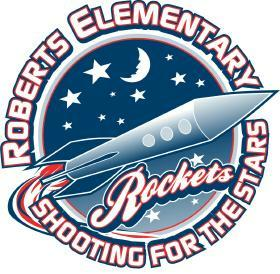 ROBERTS ELEMENTARY
Rockets
SHOOTING FOR THE STARS